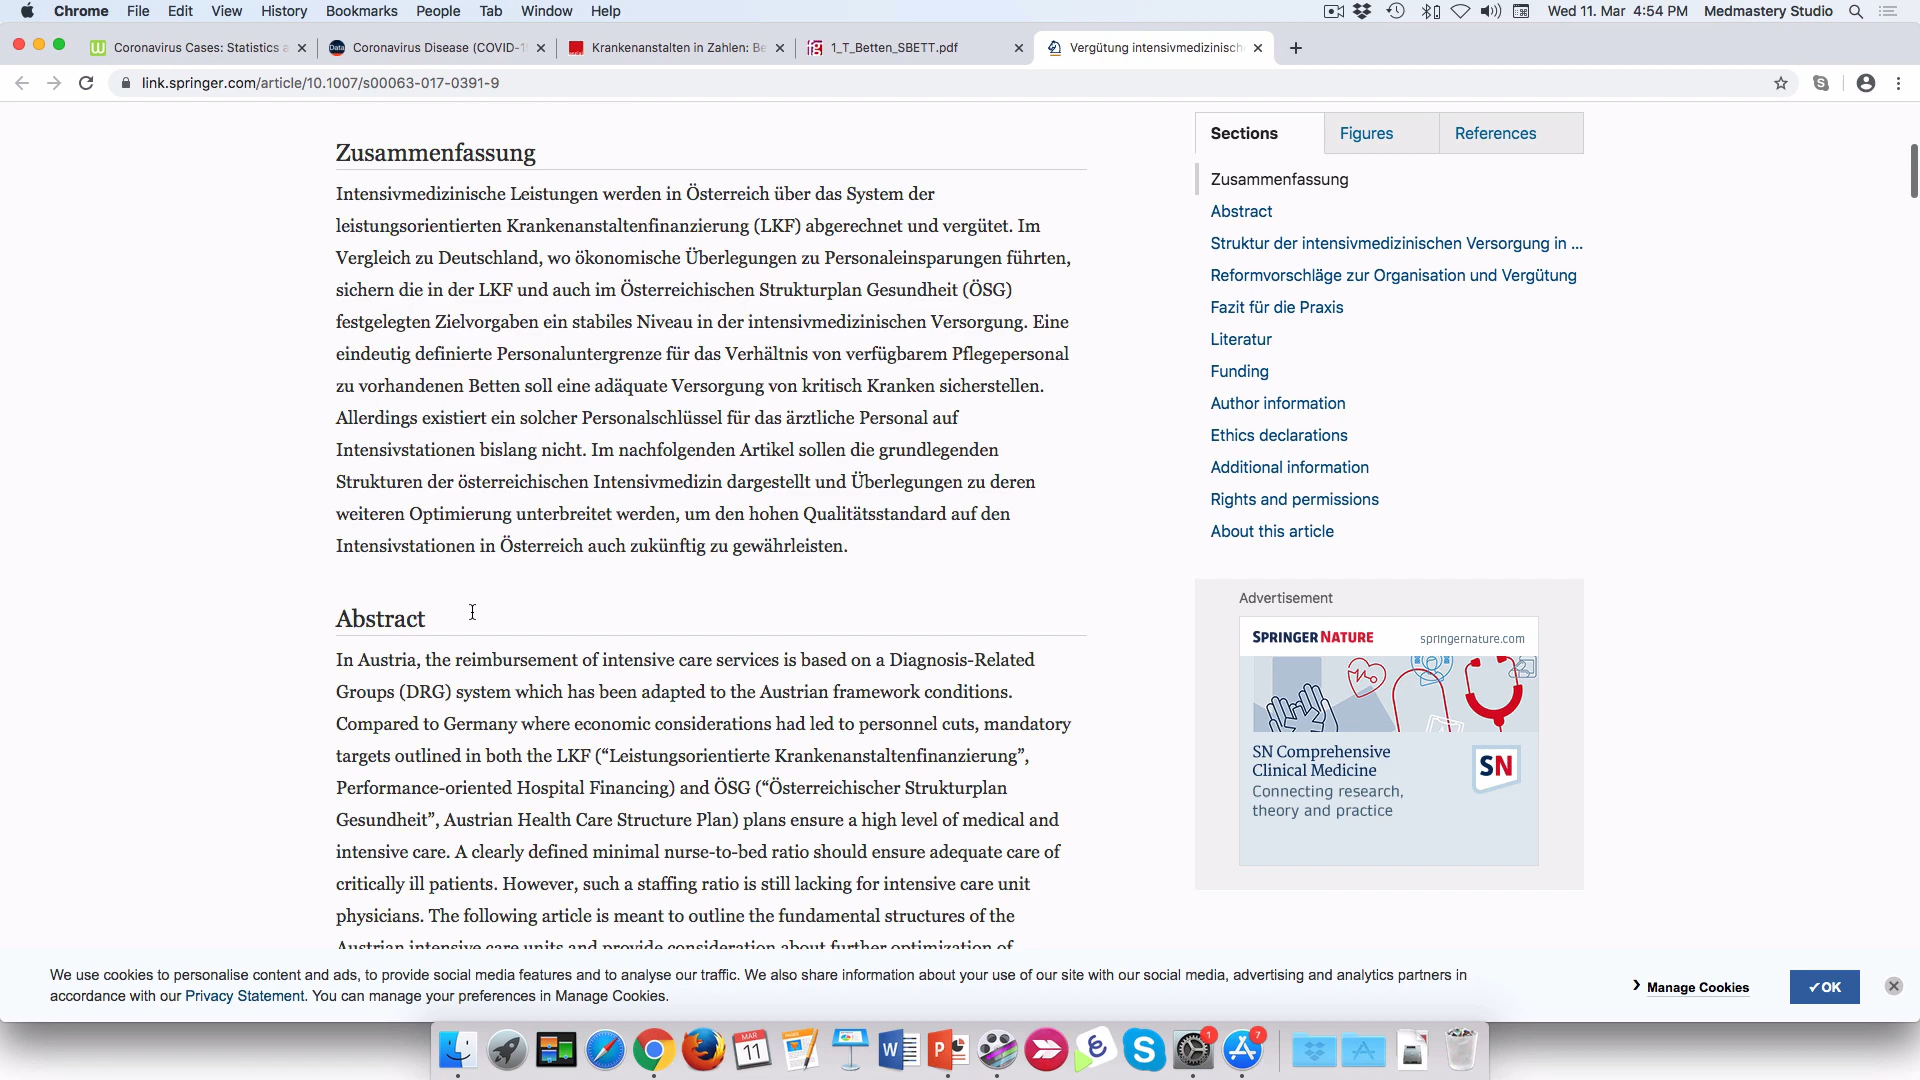 Chrome File Edit View History Bookmarks People Tab Window Help
Wed 11. Mar 4:54 PM Medmastery Studio
Coronavirus Cases: Statistics
Coronavirus Disease (COVID-1
Krankenanstalten in Zahlen: Be
1_T_Betten_SBETT.pdf
Vergütung intensivmedizinisch
link.springer.com/article/10.1007/s00063-017-0391-9
Zusammenfassung
Intensivmedizinische Leistungen werden in Österreich über das System der
leistungsorientierten Krankenanstaltenfinanzierung (LKF) abgerechnet und vergütet. Im
Vergleich zu Deutschland, wo ökonomische Überlegungen zu Personaleinsparungen führten,
sichern die in der LKF und auch im Österreichischen Strukturplan Gesundheit (ÖSG)
festgelegten Zielvorgaben ein stabiles Niveau in der intensivmedizinischen Versorgung. Eine
eindeutig definierte Personaluntergrenze für das Verhältnis von verfügbarem Pflegepersonal
zu vorhandenen Betten soll eine adäquate Versorgung von kritisch Kranken sicherstellen.
Allerdings existiert ein solcher Personalschlüssel für das ärztliche Personal auf
Intensivstationen bislang nicht. Im nachfolgenden Artikel sollen die grundlegenden
Strukturen der österreichischen Intensivmedizin dargestellt und Überlegungen zu deren
weiteren Optimierung unterbreitet werden, um den hohen Qualitätsstandard auf den
Intensivstationen in Österreich auch zukünftig zu gewährleisten.
Abstract
In Austria, the reimbursement of intensive care services is based on a Diagnosis-Related
Groups (DRG) system which has been adapted to the Austrian framework conditions.
Compared to Germany where economic considerations had led to personnel cuts, mandatory
targets outlined in both the LKF (“Leistungsorientierte Krankenanstaltenfinanzierung”,
Performance-oriented Hospital Financing) and ÖSG (“Österreichischer Strukturplan
Gesundheit”, Austrian Health Care Structure Plan) plans ensure a high level of medical and
intensive care. A clearly defined minimal nurse-to-bed ratio should ensure adequate care of
critically ill patients. However, such a staffing ratio is still lacking for intensive care unit
physicians. The following article is meant to outline the fundamental structures of the
Austrian intensive care units and provide consideration about further optimization of
Sections
Figures
References
Zusammenfassung
Abstract
Struktur der intensivmedizinischen Versorgung in ...
Reformvorschläge zur Organisation und Vergütung
Fazit für die Praxis
Literatur
Funding
Author information
Ethics declarations
Additional information
Rights and permissions
About this article
Advertisement
SPRINGER NATURE
springernature.com
SN Comprehensive
Clinical Medicine
Connecting research,
theory and practice
SN
We use cookies to personalise content and ads, to provide social media features and to analyse our traffic. We also share information about your use of our site with our social media, advertising and analytics partners in
accordance with our Privacy Statement. You can manage your preferences in Manage Cookies.
Manage Cookies
✓OK
MAR
11
W
P
S
1
7